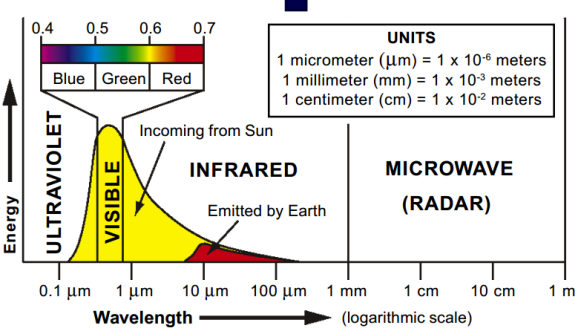 0.4 0.5 0.6 0.7
Blue Green Red
UNITS
1 micrometer (μm) = 1 x 10⁻⁶ meters
1 millimeter (mm) = 1 x 10⁻³ meters
1 centimeter (cm) = 1 x 10⁻² meters
Energy
ULTRAVIOLET
VISIBLE
Incoming from Sun
INFRARED
Emitted by Earth
MICROWAVE
(RADAR)
0.1 μm 1 μm 10 μm 100 μm 1 mm 1 cm 10 cm 1 m
Wavelength (logarithmic scale)